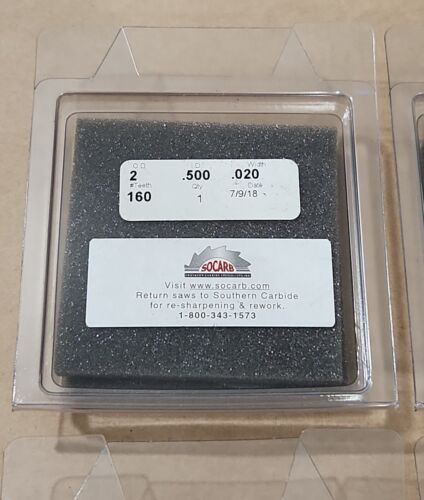 O.D. I.D. Width
2 .500 .020
#Teeth Qty Date
160 1 7/9/18
SOCARB
Visit www.socarb.com
Return saws to Southern Carbide
for re-sharpening & rework.
1-800-343-1573